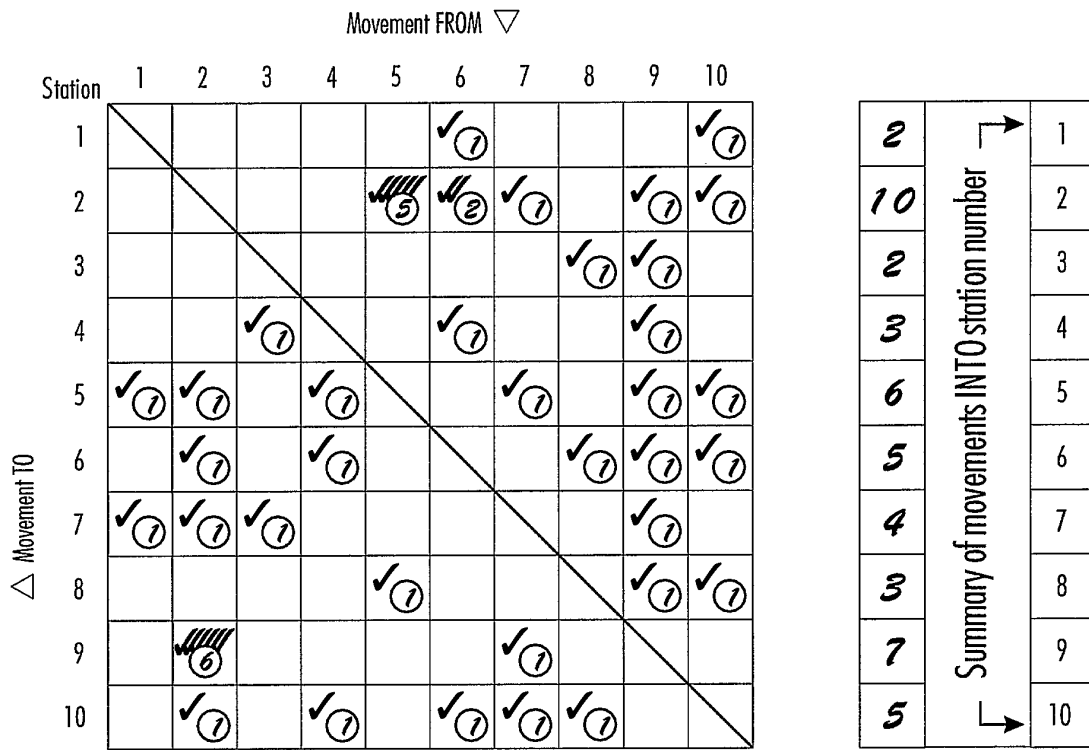 Movement FROM ▽
Station 1 2 3 4 5 6 7 8 9 10
1 ✓1 ✓1 2 1
2 5 2 ✓1 ✓1 ✓1 10 2
3 ✓1 ✓1 2 3
4 ✓1 ✓1 ✓1 3 4
5 ✓1 ✓1 ✓1 ✓1 ✓1 ✓1 6 5
6 ✓1 ✓1 ✓1 ✓1 ✓1 5 6
7 ✓1 ✓1 ✓1 ✓1 4 7
8 ✓1 ✓1 ✓1 3 8
9 6 ✓1 7 9
10 ✓1 ✓1 ✓1 ✓1 ✓1 5 10
△ Movement TO
Summary of movements INTO station number